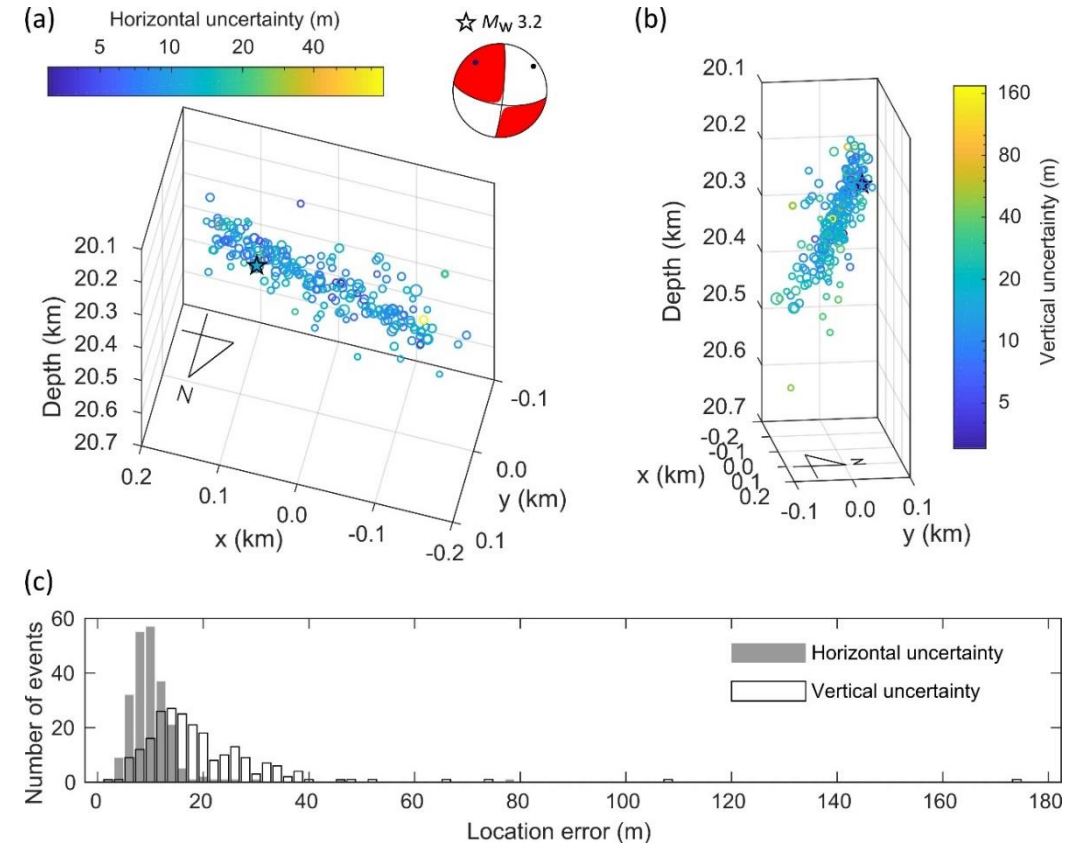 (a)
Horizontal uncertainty (m)
5 10 20 40
Mw 3.2
20.1
20.2
20.3
20.4
20.5
20.6
20.7
Depth (km)
N
0.2 0.1 0.0 -0.1 -0.2
x (km)
-0.1
0.0
0.1
y (km)
(b)
20.1
20.2
20.3
20.4
20.5
20.6
20.7
Depth (km)
-0.2
-0.1
0.0
0.1
0.2
x (km)
N
-0.1 0.0 0.1
y (km)
160
80
40
20
10
5
Vertical uncertainty (m)
(c)
60
40
20
0
Number of events
Horizontal uncertainty
Vertical uncertainty
0 20 40 60 80 100 120 140 160 180
Location error (m)